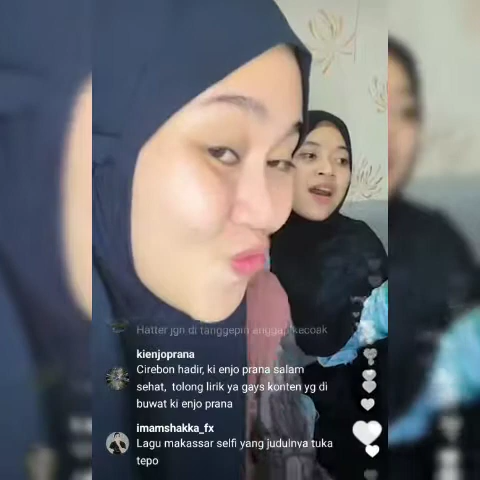 Hatter jgn di tanggepin anggap kecoak
kienjoprana
Cirebon hadir, ki enjo prana salam
sehat, tolong lirik ya gays konten yg di
buwat ki enjo prana
imamshakka_fx
Lagu makassar selfi yang judulnya tuka
tepo